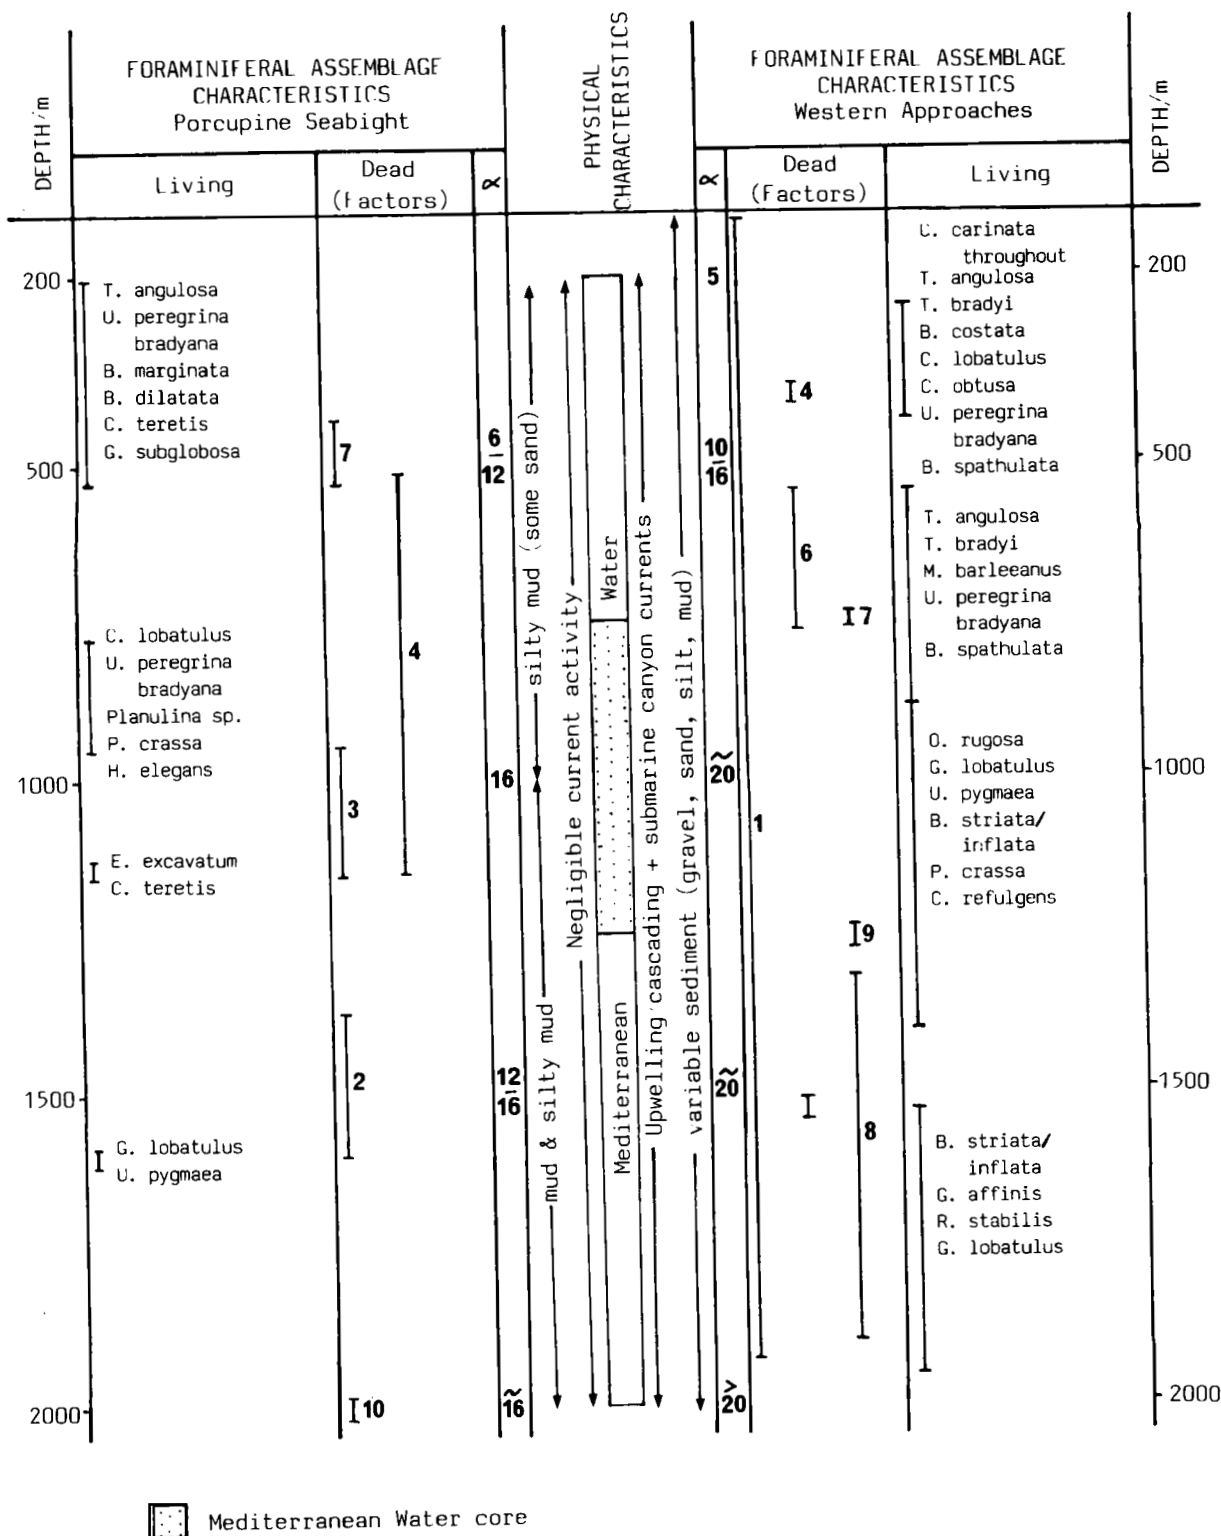 FORAMINIFERAL ASSEMBLAGE
CHARACTERISTICS
Porcupine Seabight
DEPTH/m
Living
Dead
(Factors)
α
200
500
1000
1500
2000
T. angulosa
U. peregrina
bradyana
B. marginata
B. dilatata
C. teretis
G. subglobosa
C. lobatulus
U. peregrina
bradyana
Planulina sp.
P. crassa
H. elegans
E. excavatum
C. teretis
G. lobatulus
U. pygmaea
7
4
3
2
10
6
–
12
16
12
–
16
~
16
PHYSICAL
CHARACTERISTICS
silty mud (some sand)
mud & silty mud
Negligible current activity
Mediterranean Water
Upwelling/cascading + submarine canyon currents
variable sediment (gravel, sand, silt, mud)
FORAMINIFERAL ASSEMBLAGE
CHARACTERISTICS
Western Approaches
DEPTH/m
α
Dead
(Factors)
Living
5
10
–
16
~
20
~
20
>
20
1
4
6
7
9
8
C. carinata
throughout
T. angulosa
T. bradyi
B. costata
C. lobatulus
C. obtusa
U. peregrina
bradyana
B. spathulata
T. angulosa
T. bradyi
M. barleeanus
U. peregrina
bradyana
B. spathulata
O. rugosa
G. lobatulus
U. pygmaea
B. striata/
inflata
P. crassa
C. refulgens
B. striata/
inflata
G. affinis
R. stabilis
G. lobatulus
200
500
1000
1500
2000
Mediterranean Water core